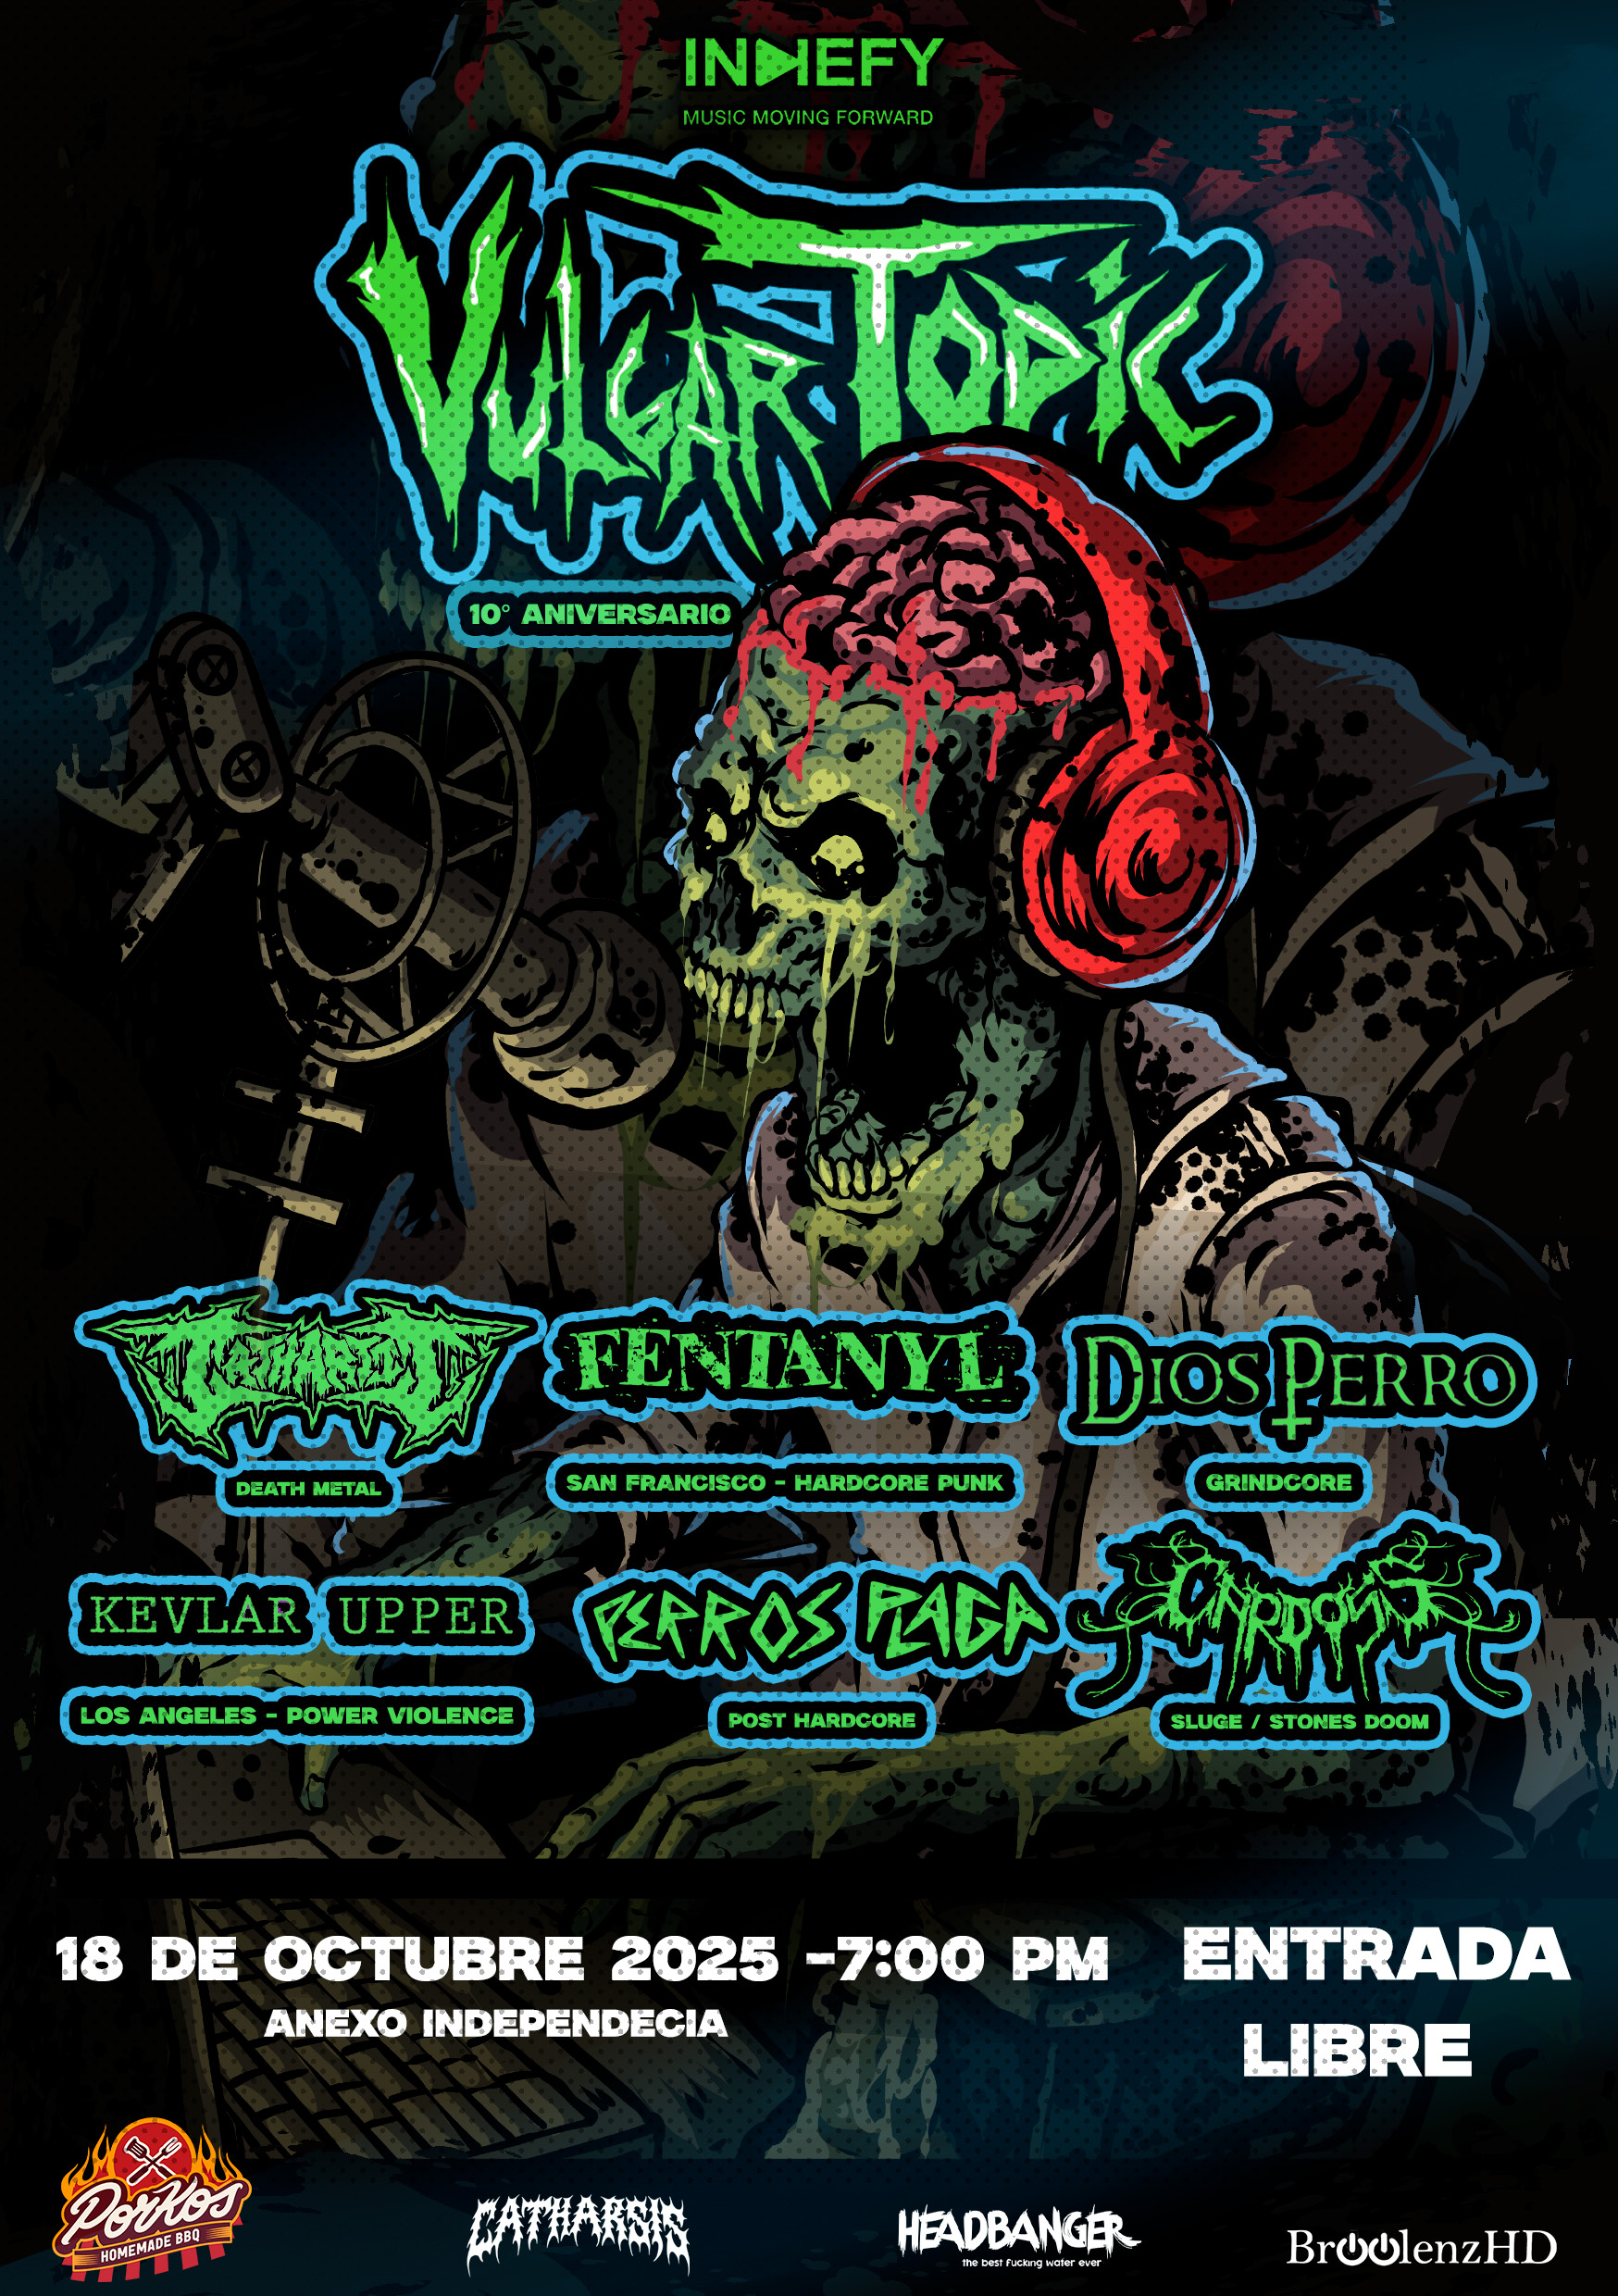 INDIEFY
MUSIC MOVING FORWARD
VULGAR TOPIC
10° ANIVERSARIO
FENTANYL
DIOS PERRO
DEATH METAL
SAN FRANCISCO - HARDCORE PUNK
GRINDCORE
KEVLAR UPPER
PERROS PLAGA
LOS ANGELES - POWER VIOLENCE
POST HARDCORE
SLUGE / STONES DOOM
18 DE OCTUBRE 2025 -7:00 PM
ENTRADA
LIBRE
ANEXO INDEPENDECIA
Porkos
HOMEMADE BBQ
CATHARSIS
HEADBANGER
the best fucking water ever
BroolenzHD